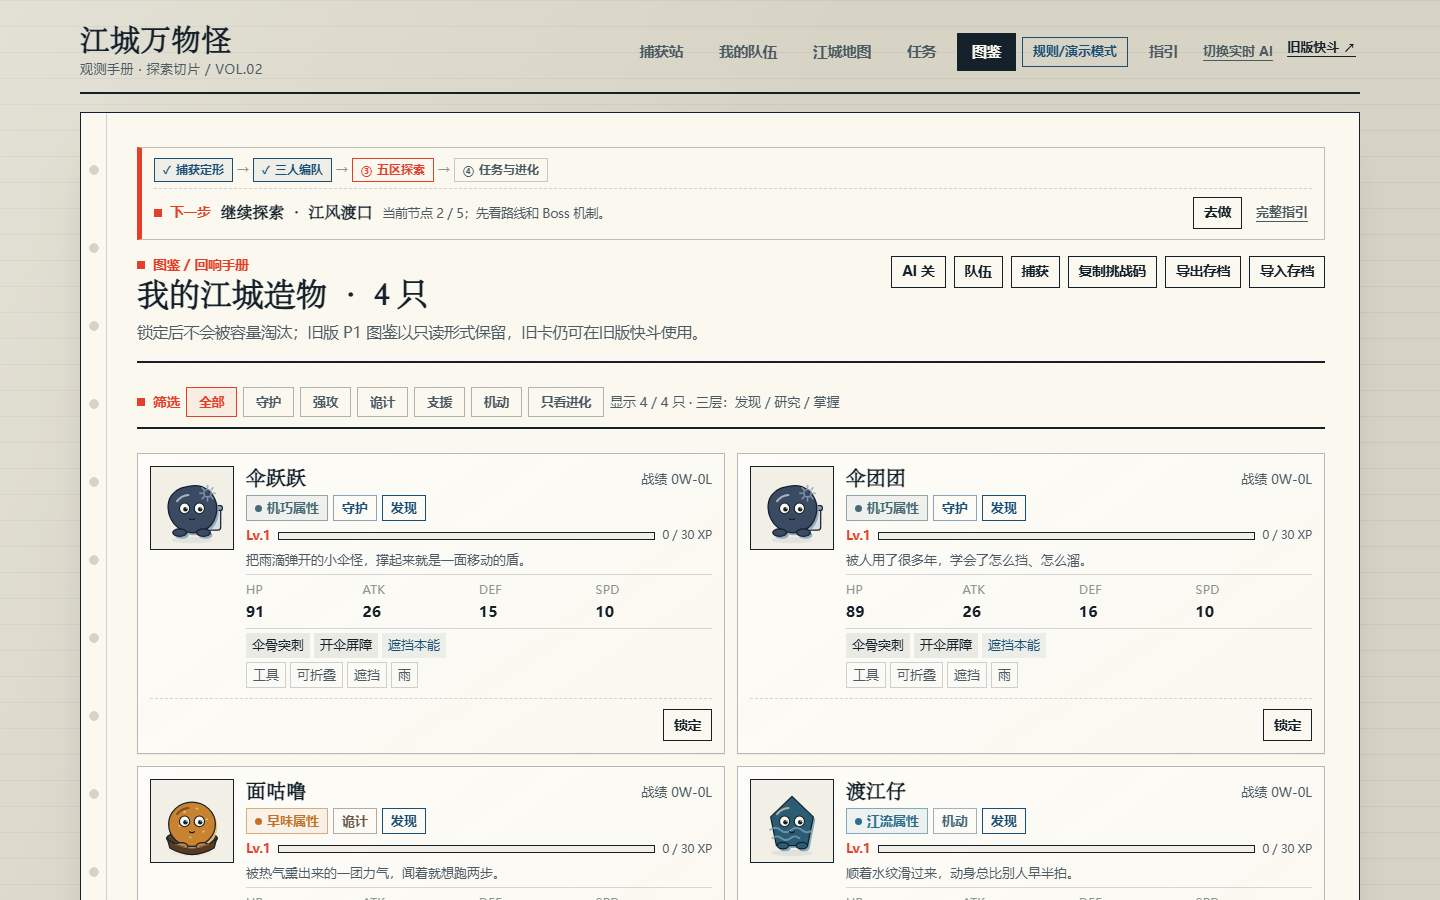 江城万物怪
观测手册 · 探索切片 / VOL.02
捕获站 我的队伍 江城地图 任务 图鉴 规则/演示模式 指引 切换实时 AI 旧版快斗 ↗
✓ 捕获定形 → ✓ 三人编队 → ③ 五区探索 → ④ 任务与进化
下一步 继续探索 · 江风渡口 当前节点 2 / 5；先看路线和 Boss 机制。 去做 完整指引
图鉴 / 回响手册
AI 关 队伍 捕获 复制挑战码 导出存档 导入存档
我的江城造物 · 4 只
锁定后不会被容量淘汰；旧版 P1 图鉴以只读形式保留，旧卡仍可在旧版快斗使用。
筛选 全部 守护 强攻 诡计 支援 机动 只看进化 显示 4 / 4 只 · 三层：发现 / 研究 / 掌握
伞跃跃 战绩 0W-0L
机巧属性 守护 发现
Lv.1 0 / 30 XP
把雨滴弹开的小伞怪，撑起来就是一面移动的盾。
HP ATK DEF SPD
91 26 15 10
伞骨突刺 开伞屏障 遮挡本能
工具 可折叠 遮挡 雨
锁定
伞团团 战绩 0W-0L
机巧属性 守护 发现
Lv.1 0 / 30 XP
被人用了很多年，学会了怎么挡、怎么溜。
HP ATK DEF SPD
89 26 16 10
伞骨突刺 开伞屏障 遮挡本能
工具 可折叠 遮挡 雨
锁定
面咕噜 战绩 0W-0L
早味属性 诡计 发现
Lv.1 0 / 30 XP
被热气熏出来的一团力气，闻着就想跑两步。
HP ATK DEF SPD
渡江仔 战绩 0W-0L
江流属性 机动 发现
Lv.1 0 / 30 XP
顺着水纹滑过来，动身总比别人早半拍。
HP ATK DEF SPD